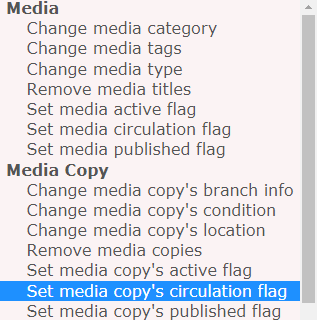 Media
Change media category
Change media tags
Change media type
Remove media titles
Set media active flag
Set media circulation flag
Set media published flag
Media Copy
Change media copy's branch info
Change media copy's condition
Change media copy's location
Remove media copies
Set media copy's active flag
Set media copy's circulation flag
Set media copy's published flag